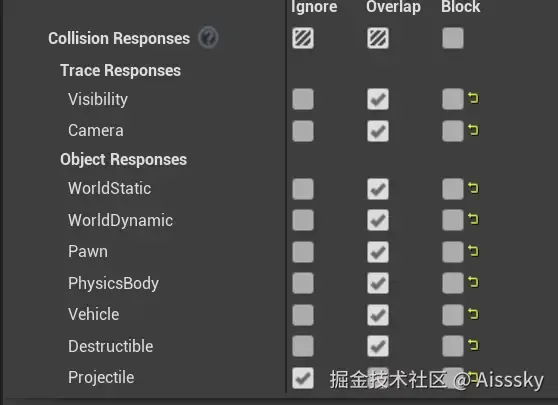 Ignore Overlap Block
Collision Responses ?
Trace Responses
Visibility
Camera
Object Responses
WorldStatic
WorldDynamic
Pawn
PhysicsBody
Vehicle
Destructible
Projectile
掘金技术社区 @ Aisssky